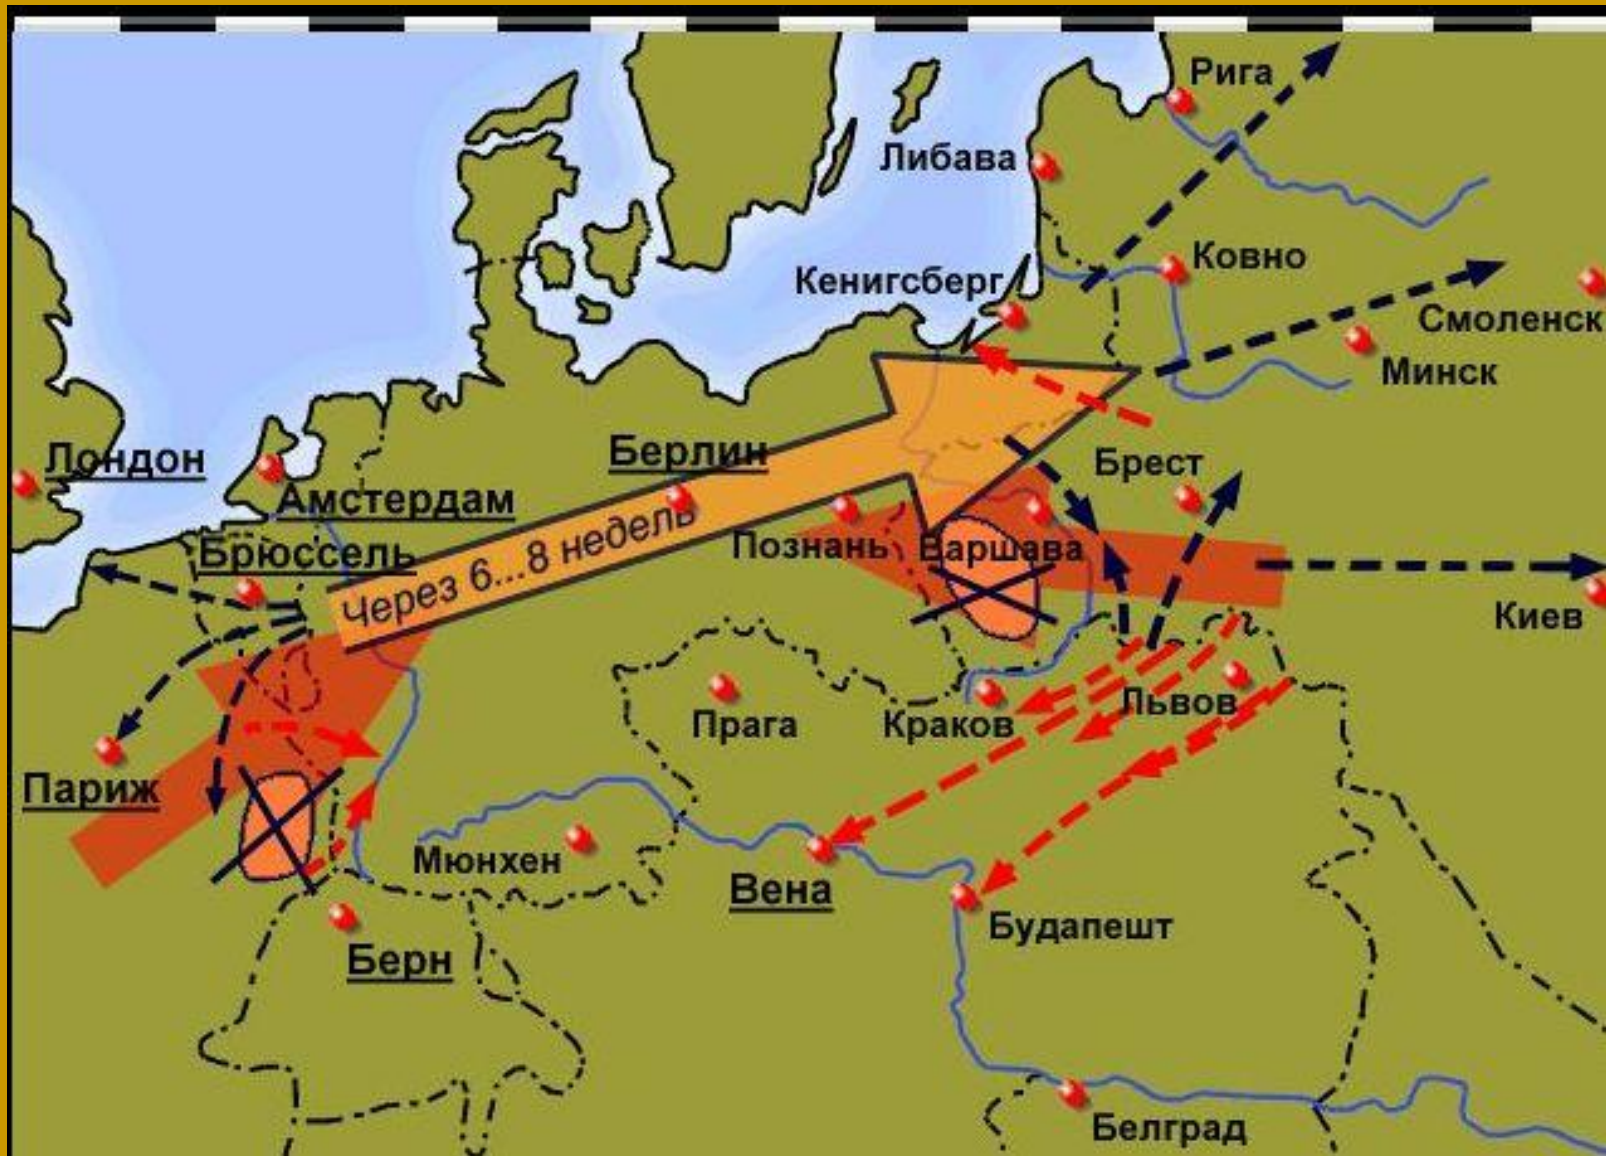 Рига
Либава
Ковно
Кенигсберг
Смоленск
Минск
Лондон
Берлин
Брест
Амстердам
Познань
Варшава
Брюссель
Через 6...8 недель
Киев
Прага
Краков
Львов
Париж
Мюнхен
Вена
Будапешт
Берн
Белград